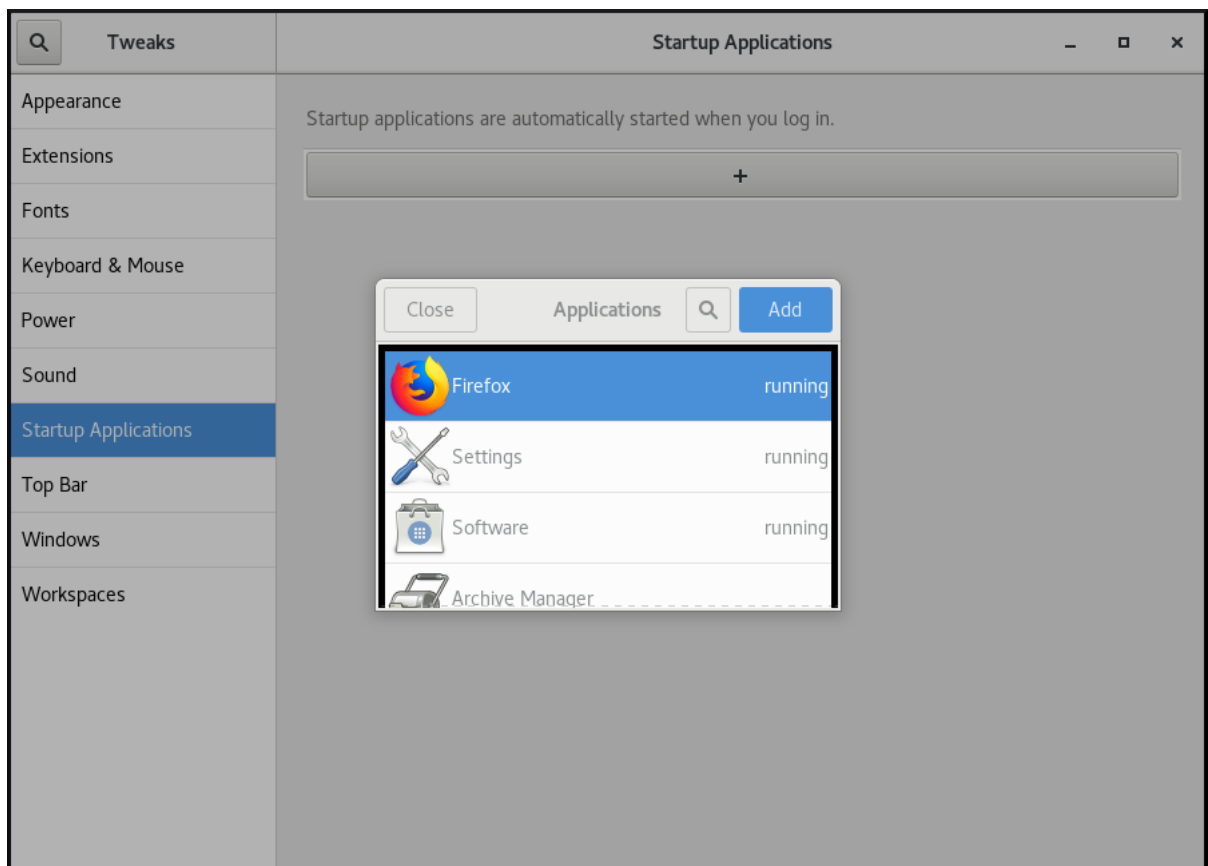 Tweaks
Startup Applications
Appearance
Extensions
Fonts
Keyboard & Mouse
Power
Sound
Startup Applications
Top Bar
Windows
Workspaces
Startup applications are automatically started when you log in.
+
Close
Applications
Add
Firefox running
Settings running
Software running
Archive Manager